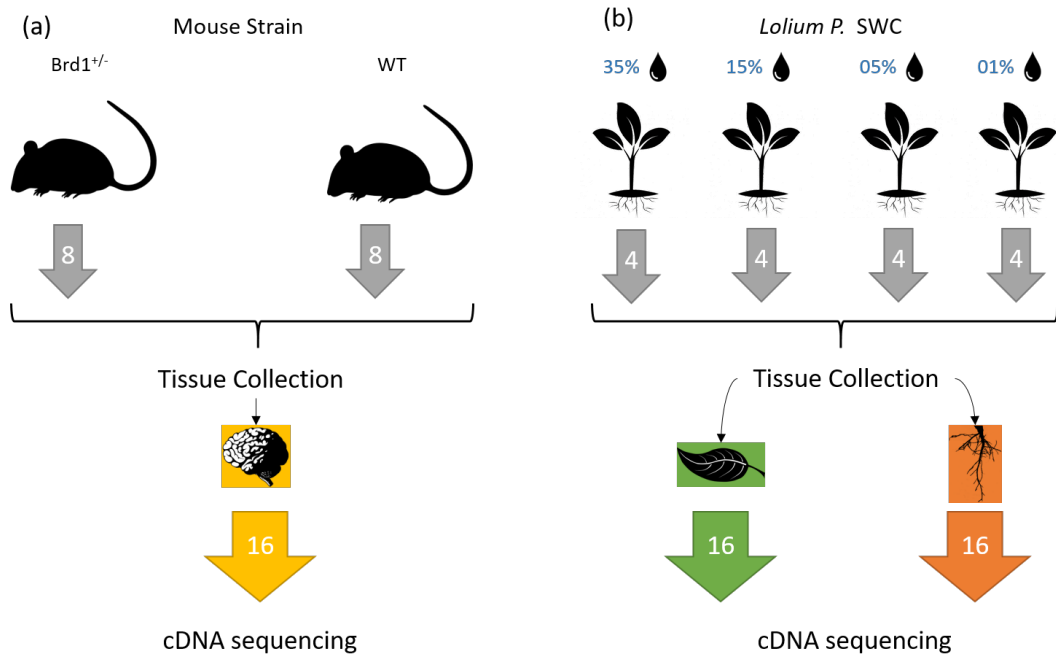 (a)
Mouse Strain
Brd1+/-
WT
8
8
Tissue Collection
16
cDNA sequencing
(b)
Lolium P. SWC
35%
15%
05%
01%
4
4
4
4
Tissue Collection
16
16
cDNA sequencing